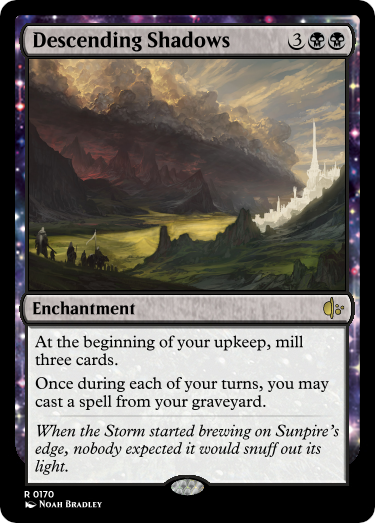 Descending Shadows 3
Enchantment
At the beginning of your upkeep, mill
three cards.
Once during each of your turns, you may
cast a spell from your graveyard.
When the Storm started brewing on Sunpire's
edge, nobody expected it would snuff out its
light.
R 0170
Noah Bradley